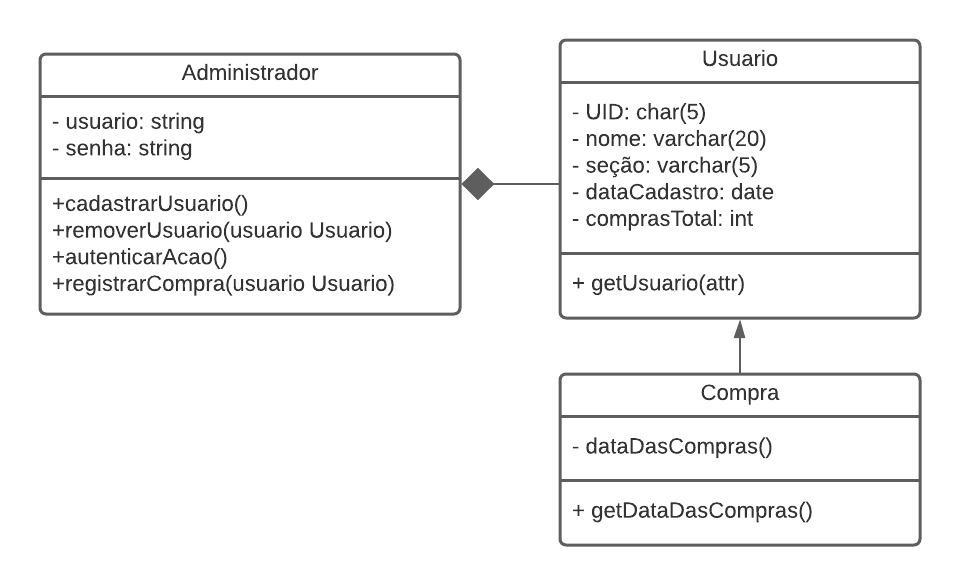 Administrador
- usuario: string
- senha: string
+cadastrarUsuario()
+removerUsuario(usuario Usuario)
+autenticarAcao()
+registrarCompra(usuario Usuario)
Usuario
- UID: char(5)
- nome: varchar(20)
- seção: varchar(5)
- dataCadastro: date
- comprasTotal: int
+ getUsuario(attr)
Compra
- dataDasCompras()
+ getDataDasCompras()